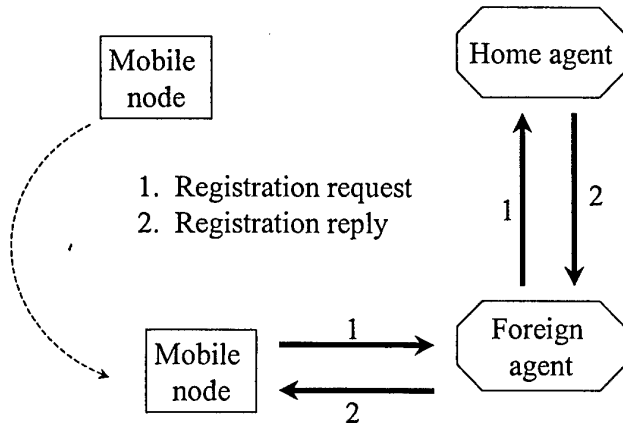 Mobile
node
Home agent
1. Registration request
2. Registration reply
1
2
Mobile
node
1
2
Foreign
agent